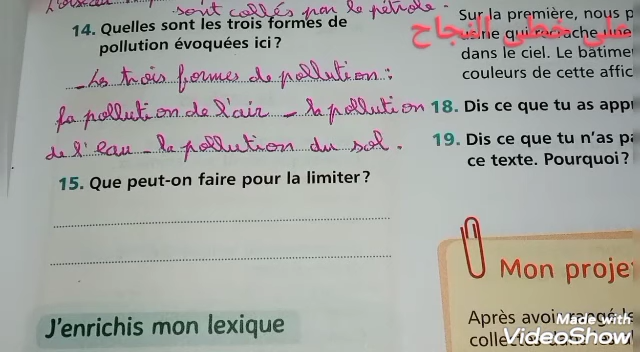 sont collés par le pétrole.
14. Quelles sont les trois formes de
pollution évoquées ici ?
Les trois formes de pollution :
la pollution de l'air _ la pollution
de l'eau _ la pollution du sol.
15. Que peut-on faire pour la limiter ?
J'enrichis mon lexique
Sur la première, nous p
على خطى النجاح
dans le ciel. Le bâtime
couleurs de cette affic
18. Dis ce que tu as appr
19. Dis ce que tu n'as pa
ce texte. Pourquoi ?
Mon proje
Après avoir
Made with
VideoShow